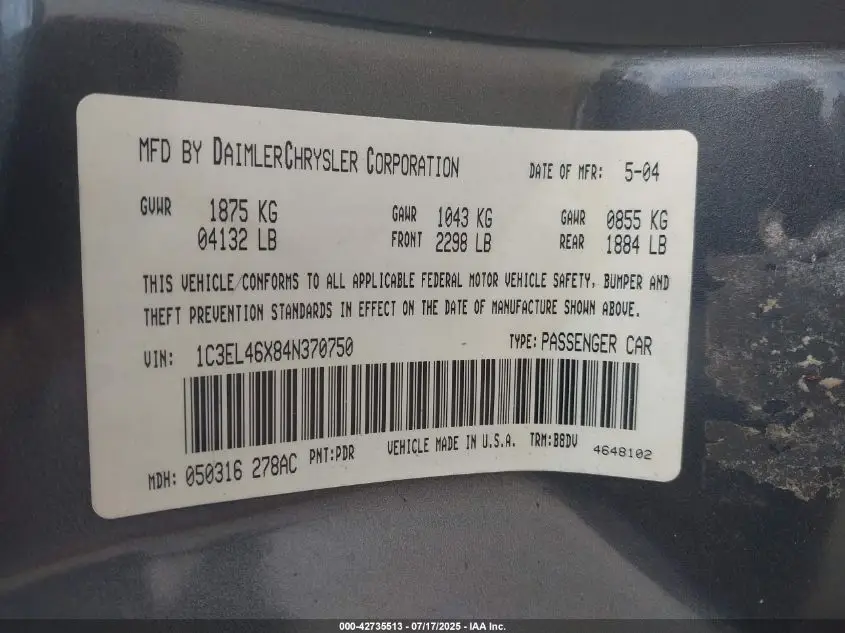 MFD BY DAIMLERCHRYSLER CORPORATION DATE OF MFR: 5-04
GVWR 1875 KG GAWR 1043 KG GAWR 0855 KG
04132 LB FRONT 2298 LB REAR 1884 LB
THIS VEHICLE CONFORMS TO ALL APPLICABLE FEDERAL MOTOR VEHICLE SAFETY, BUMPER AND
THEFT PREVENTION STANDARDS IN EFFECT ON THE DATE OF MANUFACTURE SHOWN ABOVE.
VIN: 1C3EL46X84N370750 TYPE: PASSENGER CAR
MDH: 050316 278AC PNT:PDR VEHICLE MADE IN U.S.A. TRM:B8DV 4648102
000-42735513 - 07/17/2025 - IAA Inc.